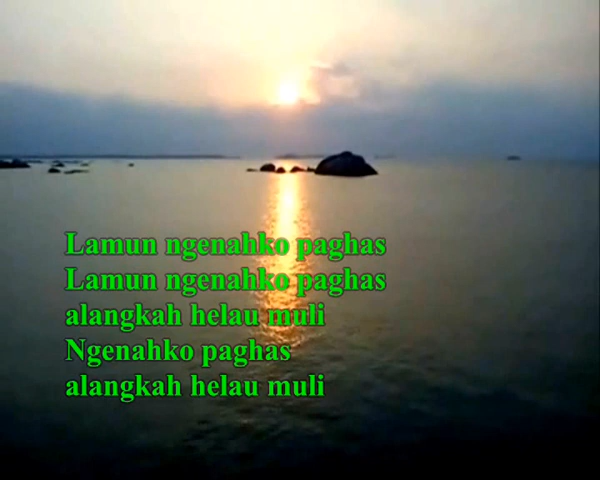 Lamun ngenahko paghas
Lamun ngenahko paghas
alangkah helau muli
Ngenahko paghas
alangkah helau muli